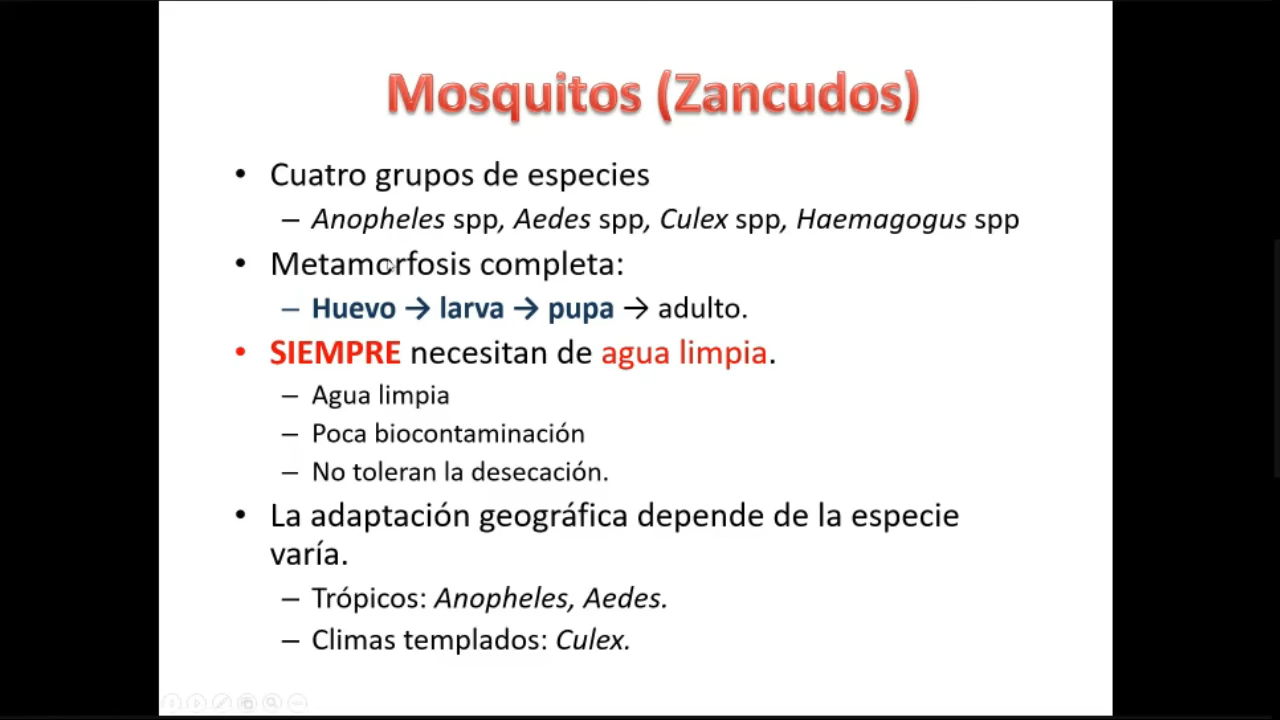 Mosquitos (Zancudos)
• Cuatro grupos de especies
– Anopheles spp, Aedes spp, Culex spp, Haemagogus spp
• Metamorfosis completa:
– Huevo → larva → pupa → adulto.
• SIEMPRE necesitan de agua limpia.
– Agua limpia
– Poca biocontaminación
– No toleran la desecación.
• La adaptación geográfica depende de la especie
varía.
– Trópicos: Anopheles, Aedes.
– Climas templados: Culex.